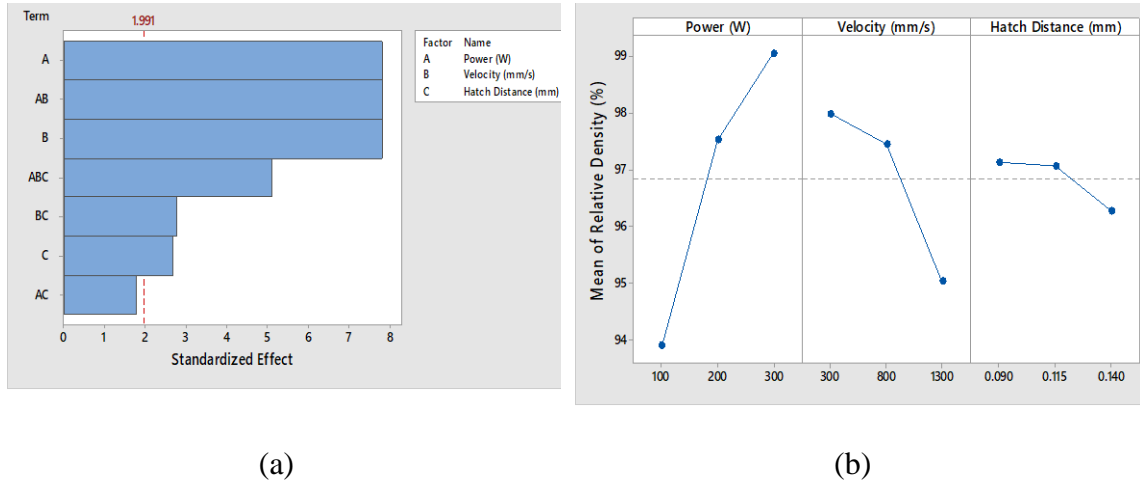 Term
1.991
Factor Name
A Power (W)
B Velocity (mm/s)
C Hatch Distance (mm)
A
AB
B
ABC
BC
C
AC
0 1 2 3 4 5 6 7 8
Standardized Effect
(a)
Power (W) Velocity (mm/s) Hatch Distance (mm)
Mean of Relative Density (%)
99
98
97
96
95
94
100 200 300 300 800 1300 0.090 0.115 0.140
(b)